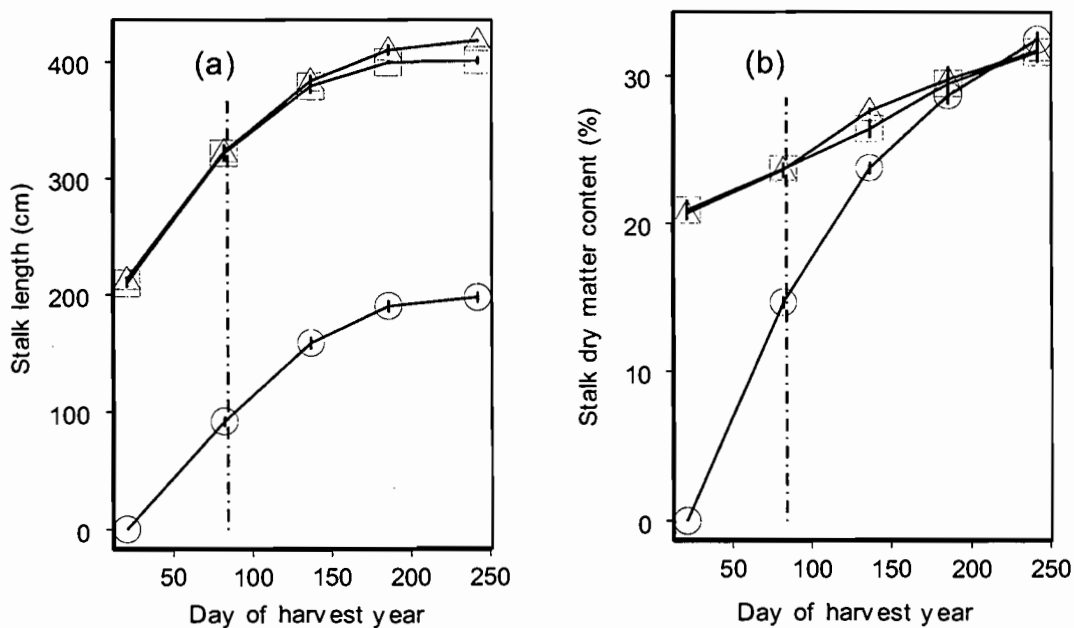 (a)
Stalk length (cm)
400
300
200
100
0
50 100 150 200 250
Day of harvest year
(b)
Stalk dry matter content (%)
30
20
10
0
50 100 150 200 250
Day of harvest year